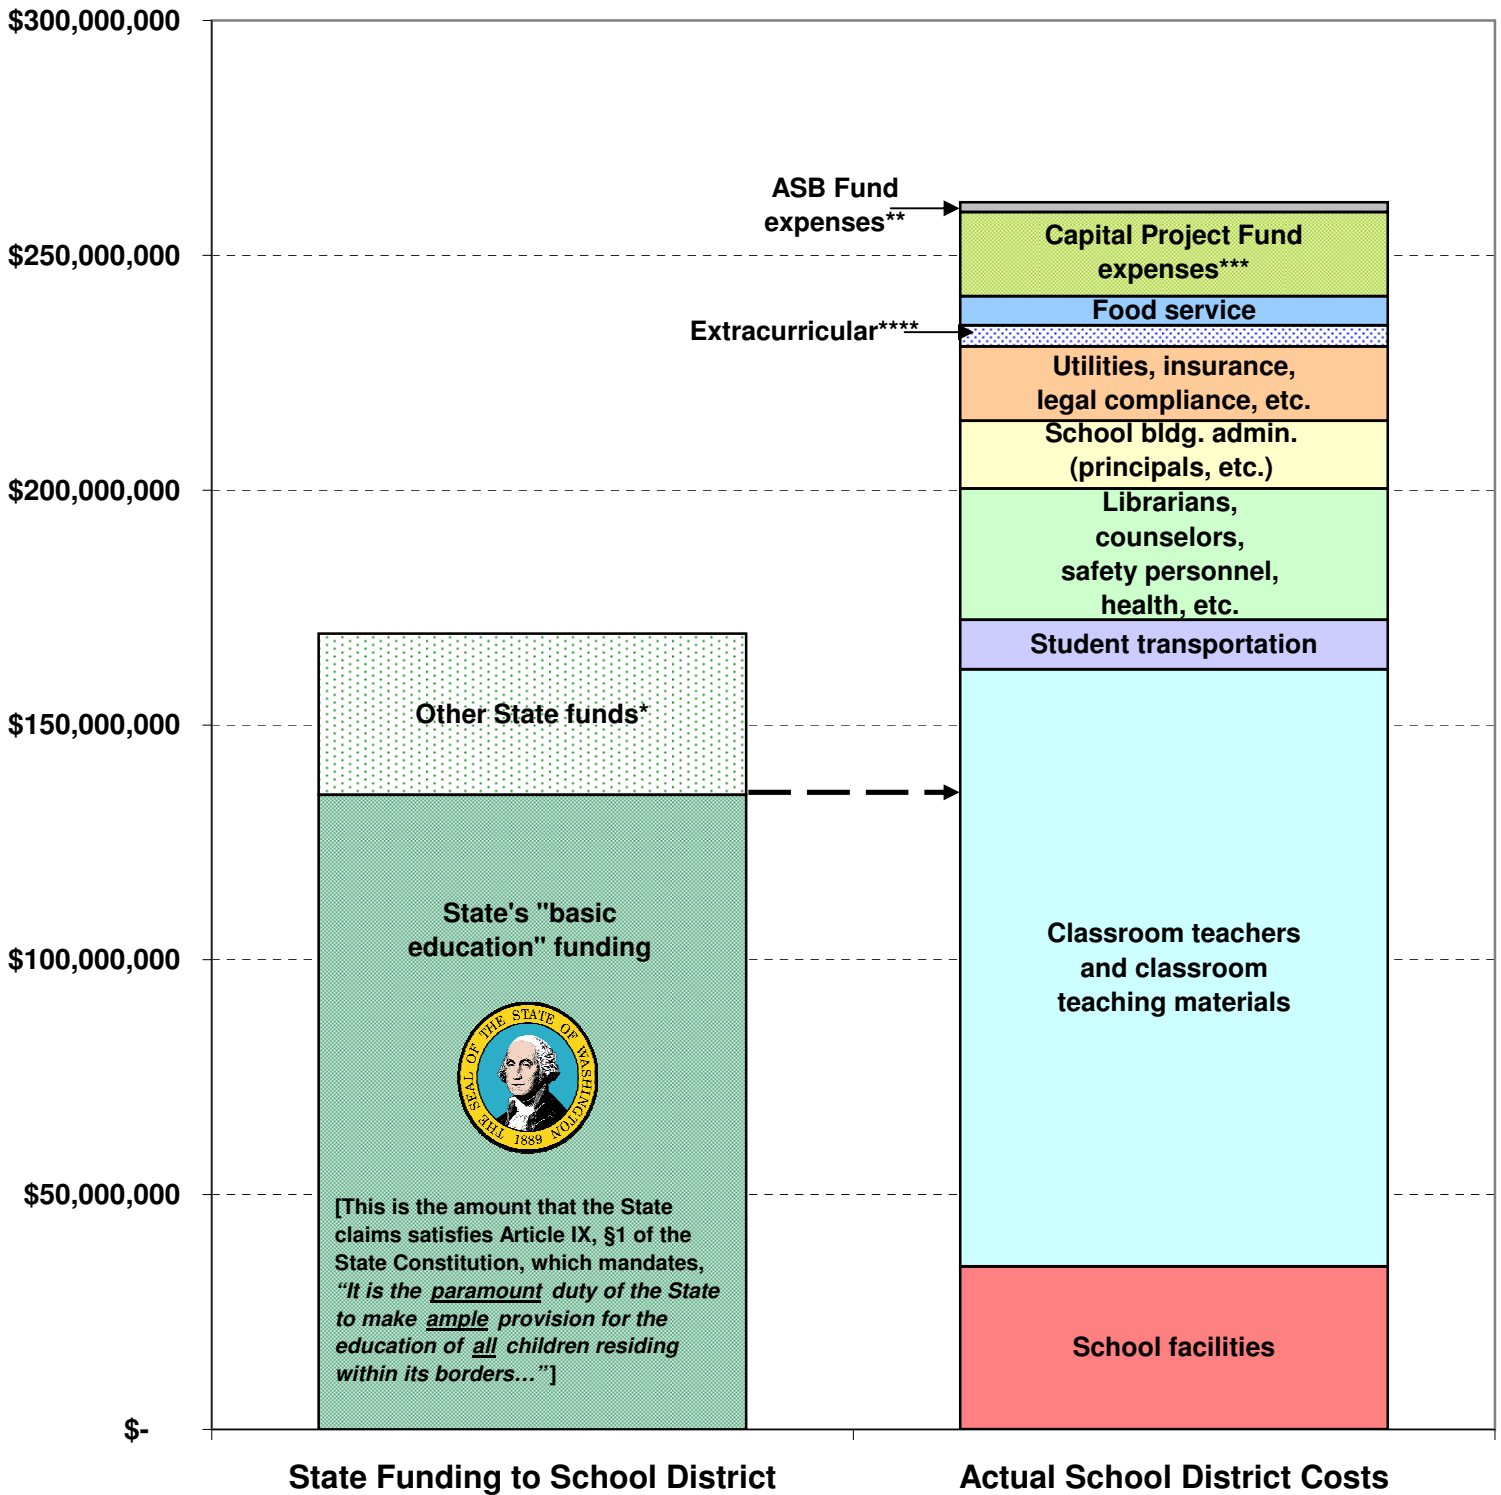 $300,000,000
$250,000,000
$200,000,000
$150,000,000
$100,000,000
$50,000,000
$-
ASB Fund
expenses**
Capital Project Fund
expenses***
Food service
Extracurricular****
Utilities, insurance,
legal compliance, etc.
School bldg. admin.
(principals, etc.)
Librarians,
counselors,
safety personnel,
health, etc.
Student transportation
Classroom teachers
and classroom
teaching materials
School facilities
Other State funds*
State's "basic
education" funding
THE SEAL OF THE STATE OF WASHINGTON
1889
[This is the amount that the State
claims satisfies Article IX, §1 of the
State Constitution, which mandates,
“It is the paramount duty of the State
to make ample provision for the
education of all children residing
within its borders…”]
State Funding to School District
Actual School District Costs